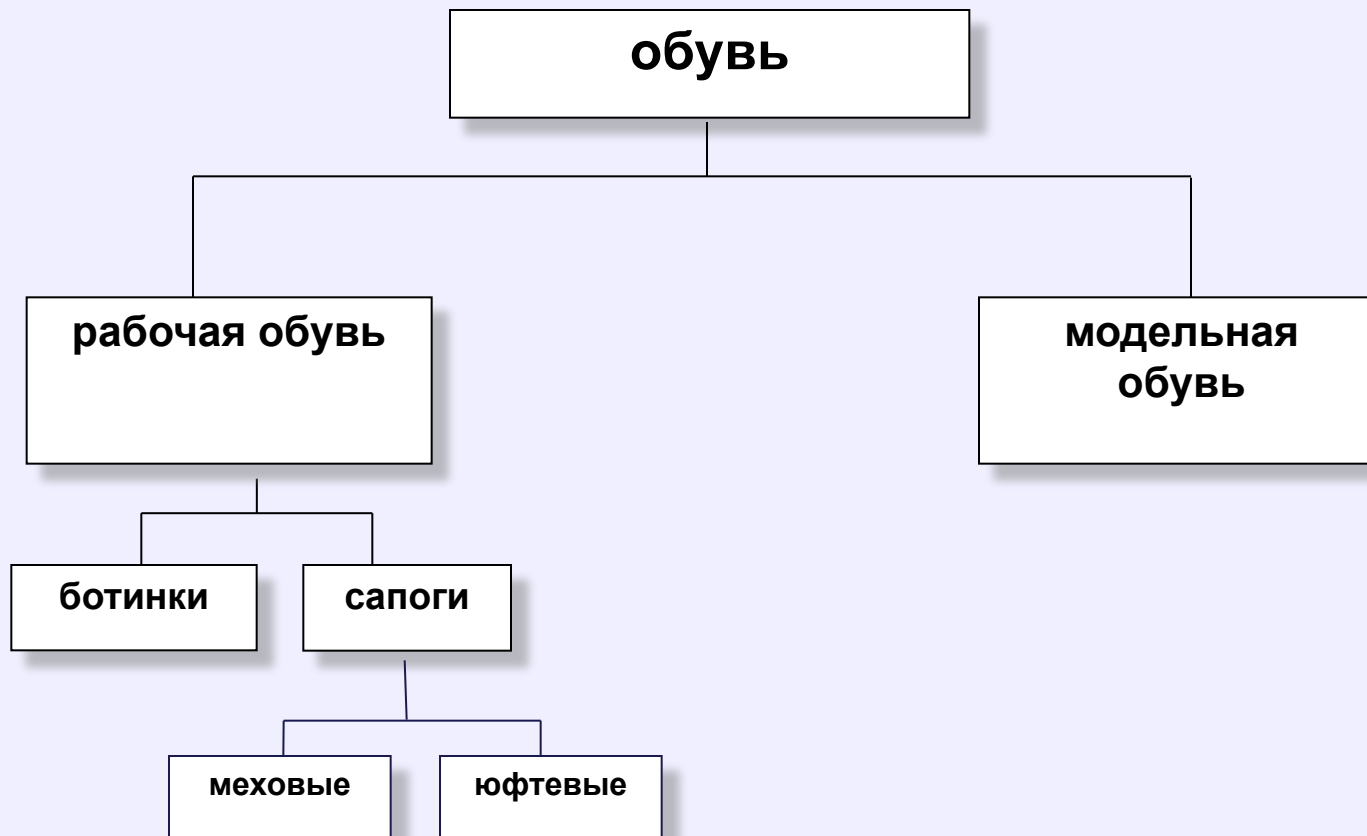 обувь
рабочая обувь
модельная
обувь
ботинки
сапоги
меховые
юфтевые